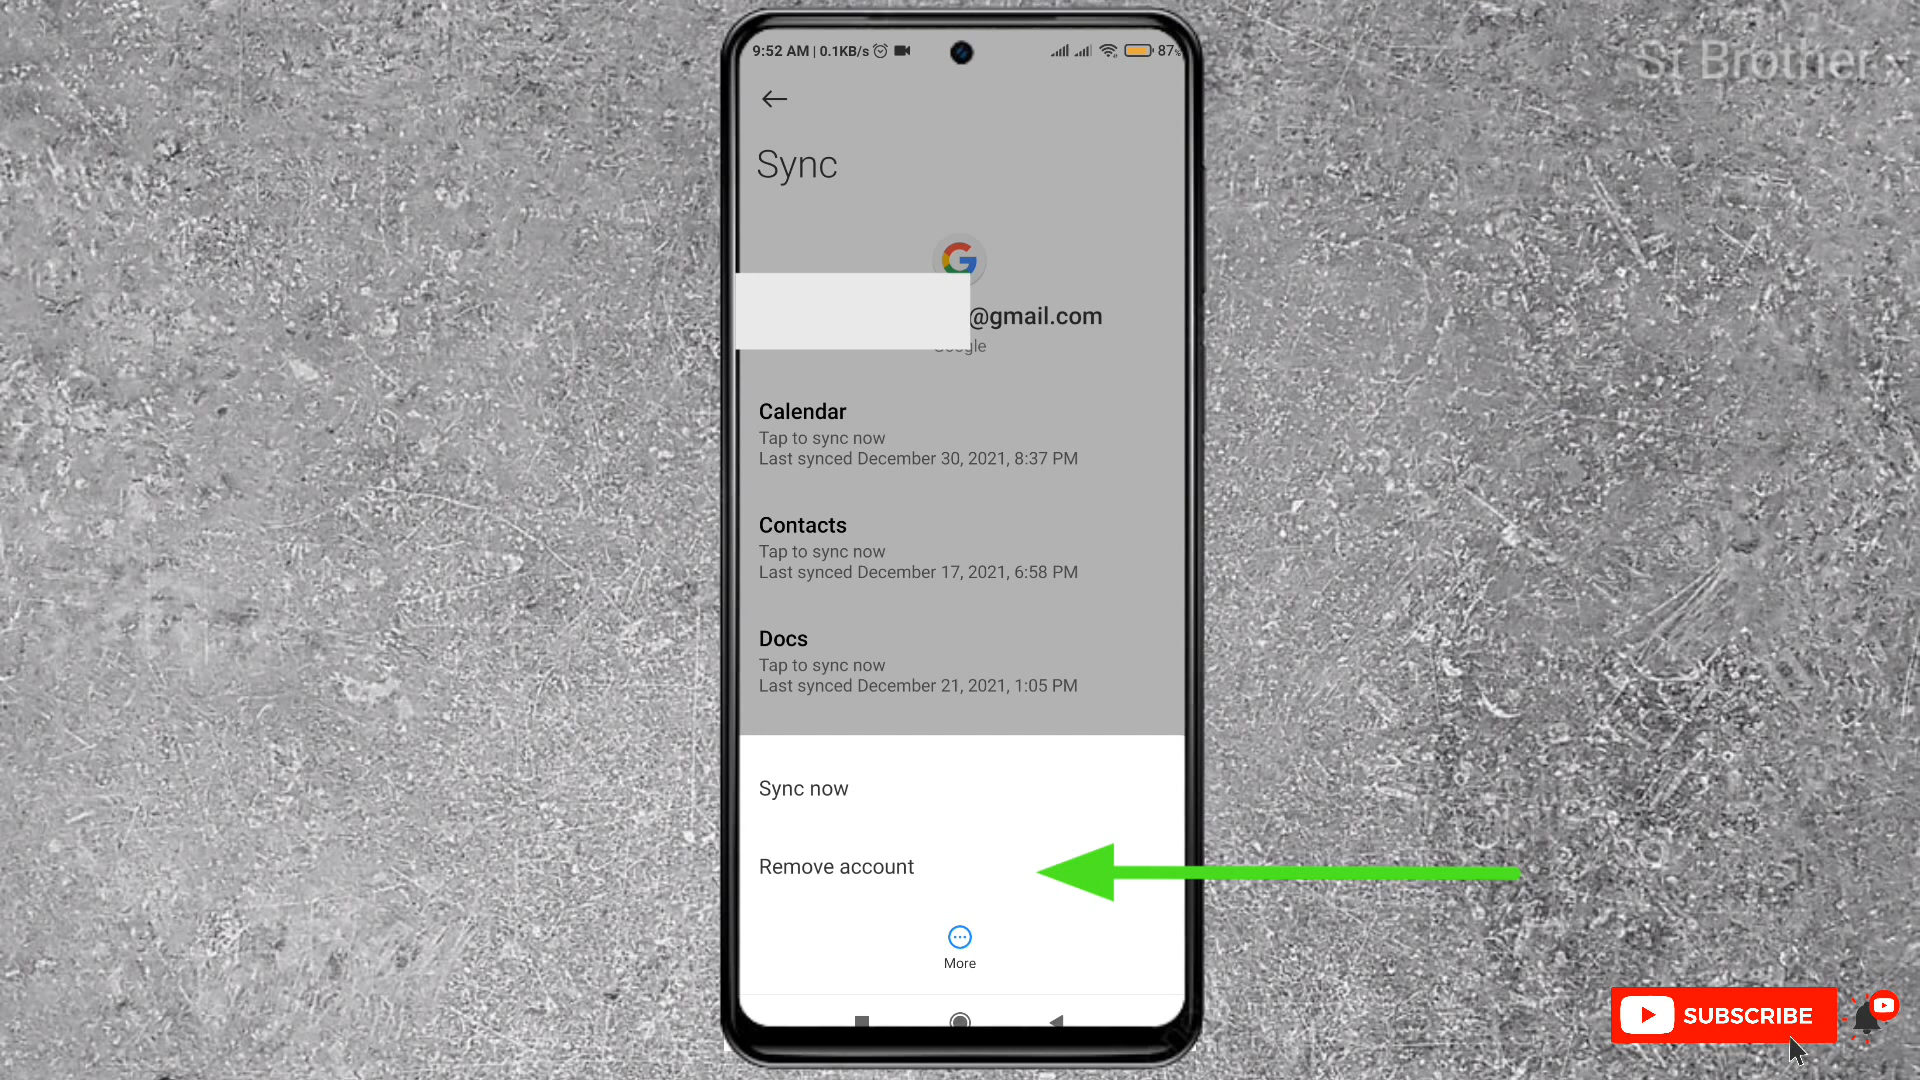 St Brother
9:52 AM | 0.1KB/s
87%
Sync
@gmail.com
Google
Calendar
Tap to sync now
Last synced December 30, 2021, 8:37 PM
Contacts
Tap to sync now
Last synced December 17, 2021, 6:58 PM
Docs
Tap to sync now
Last synced December 21, 2021, 1:05 PM
Sync now
Remove account
More
SUBSCRIBE